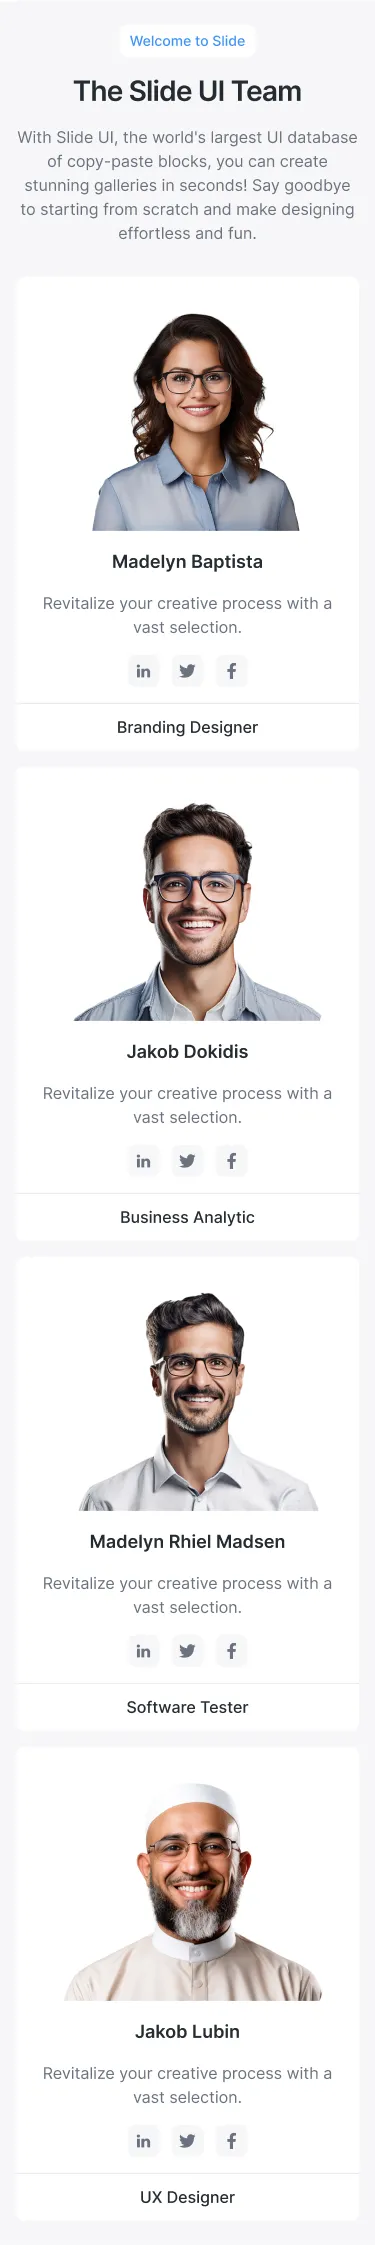 Welcome to Slide
The Slide UI Team
With Slide UI, the world's largest UI database
of copy-paste blocks, you can create
stunning galleries in seconds! Say goodbye
to starting from scratch and make designing
effortless and fun.
Madelyn Baptista
Revitalize your creative process with a
vast selection.
in
f
Branding Designer
Jakob Dokidis
Revitalize your creative process with a
vast selection.
in
f
Business Analytic
Madelyn Rhiel Madsen
Revitalize your creative process with a
vast selection.
in
f
Software Tester
Jakob Lubin
Revitalize your creative process with a
vast selection.
in
f
UX Designer